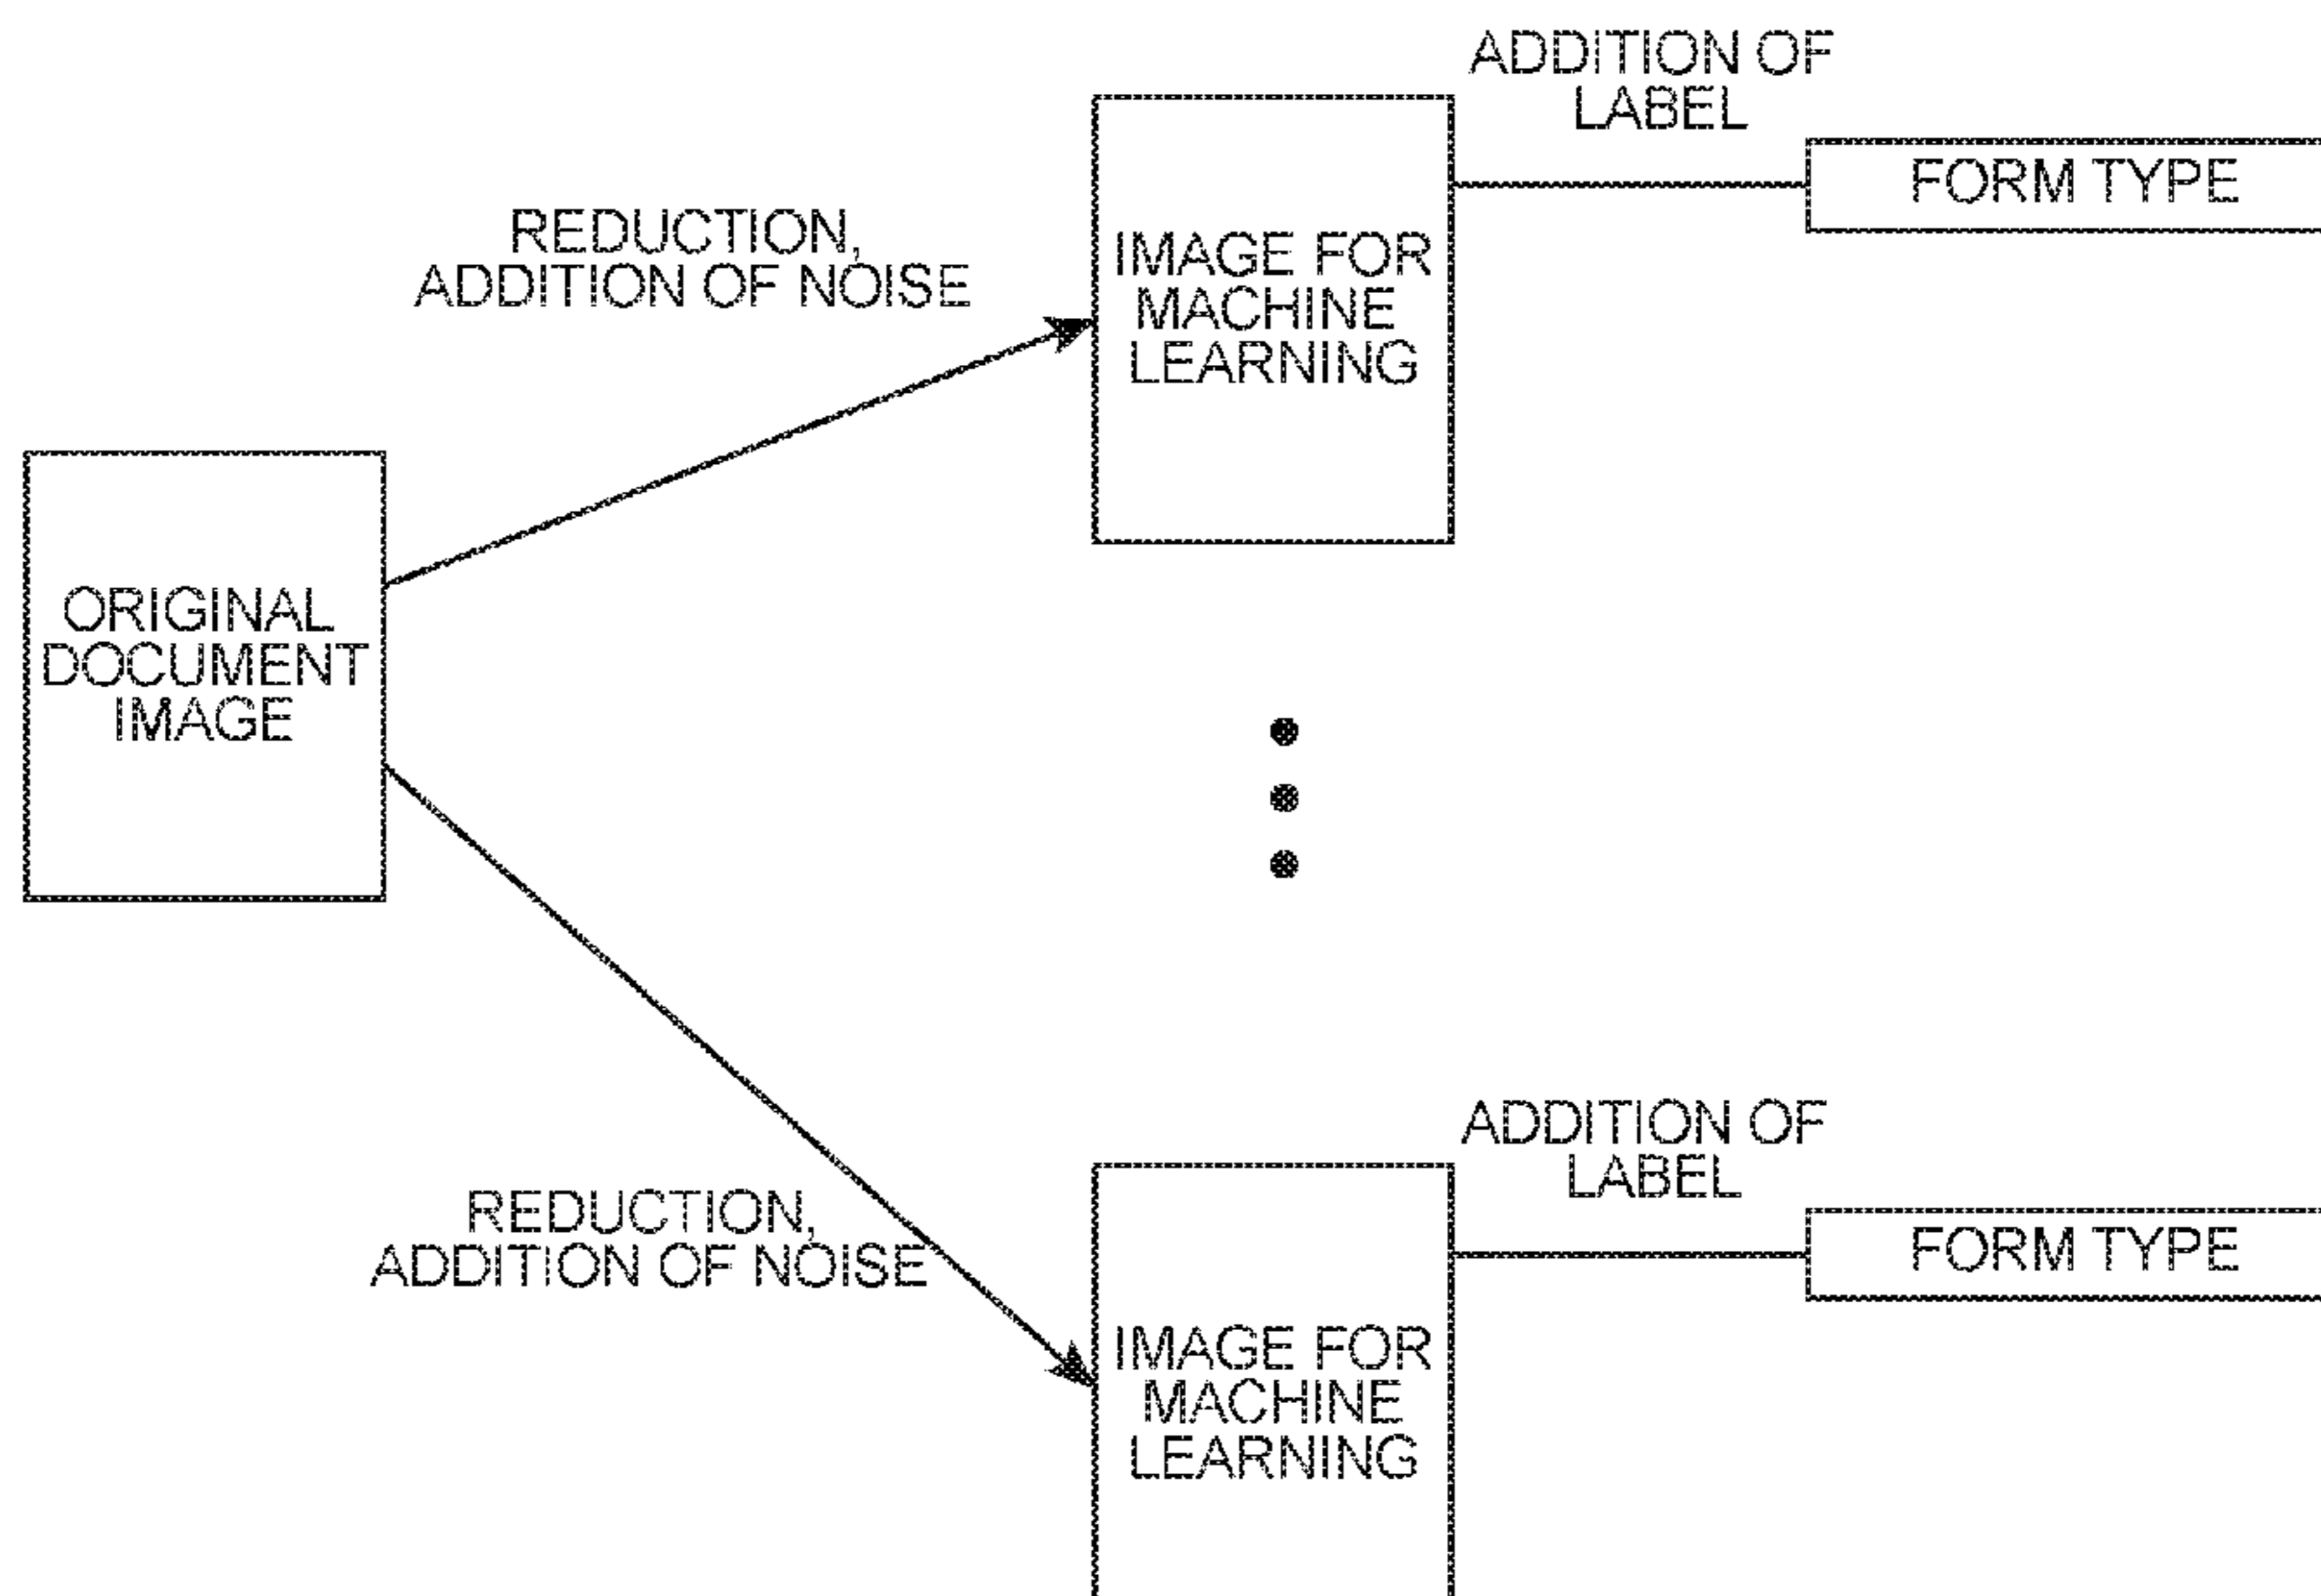 ADDITION OF
LABEL
FORM TYPE
REDUCTION,
ADDITION OF NOISE
IMAGE FOR
MACHINE
LEARNING
ORIGINAL
DOCUMENT
IMAGE
ADDITION OF
LABEL
FORM TYPE
REDUCTION,
ADDITION OF NOISE
IMAGE FOR
MACHINE
LEARNING